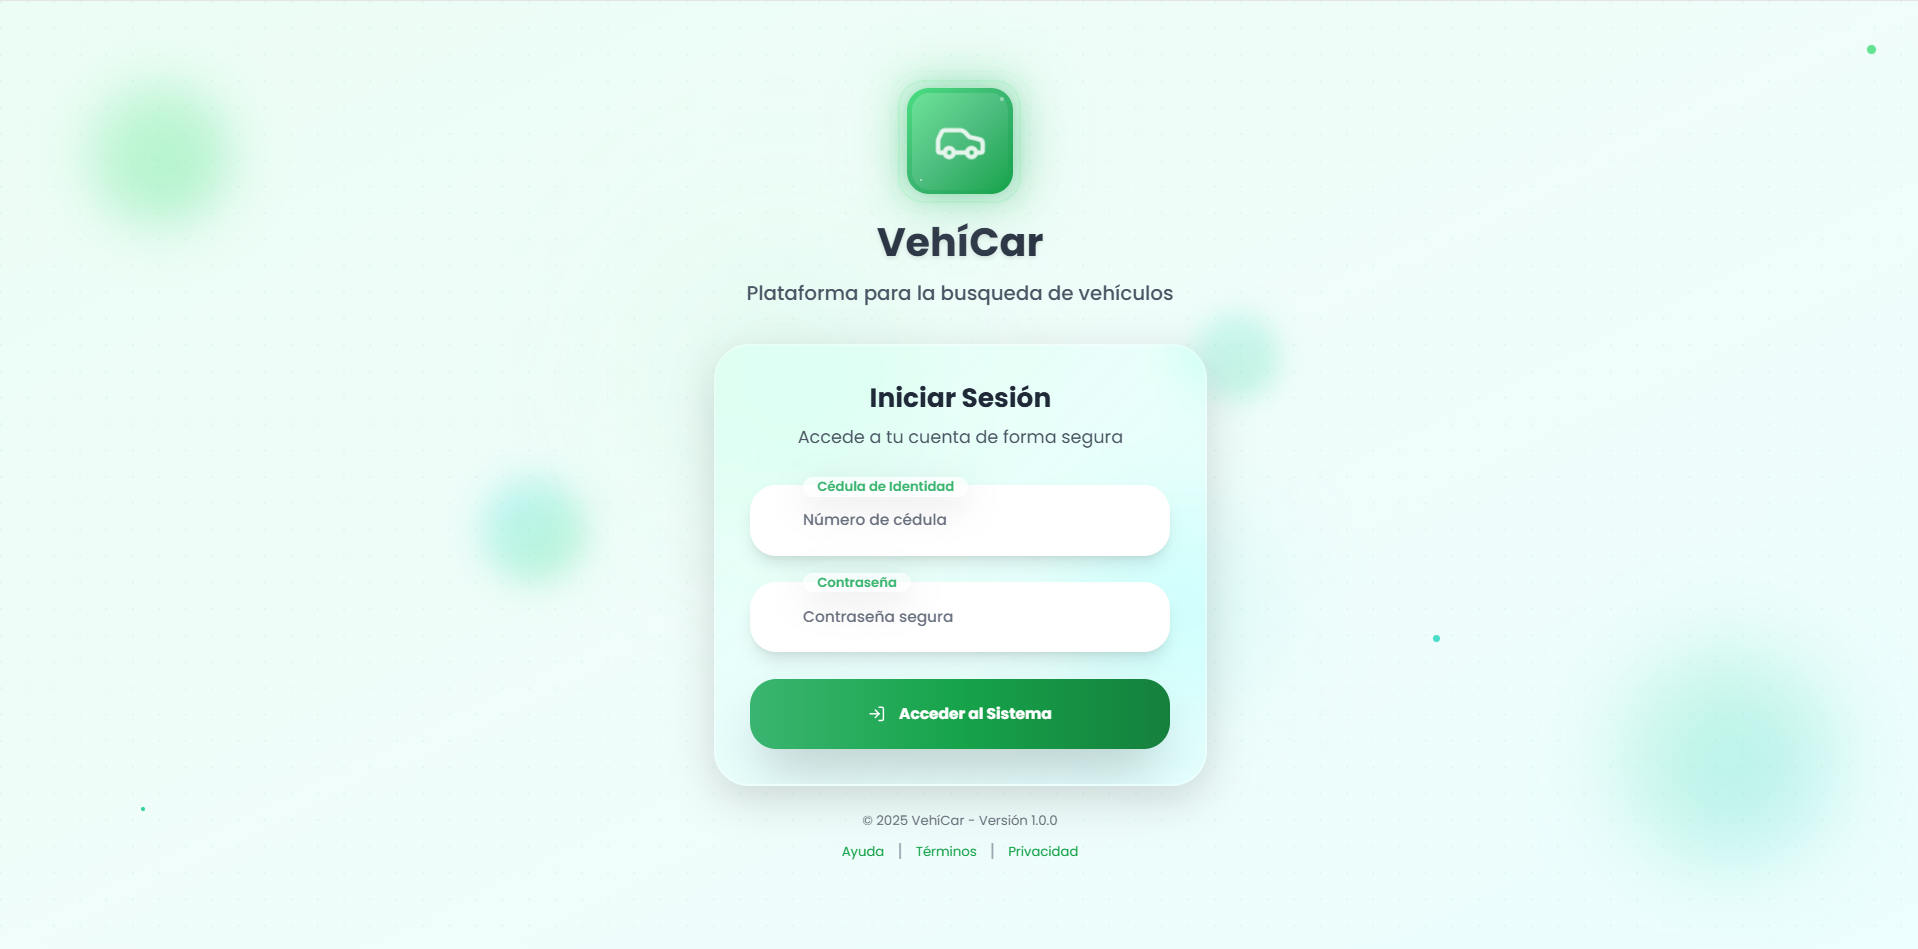 VehíCar
Plataforma para la busqueda de vehículos
Iniciar Sesión
Accede a tu cuenta de forma segura
Cédula de Identidad
Número de cédula
Contraseña
Contraseña segura
Acceder al Sistema
© 2025 VehíCar - Versión 1.0.0
Ayuda | Términos | Privacidad